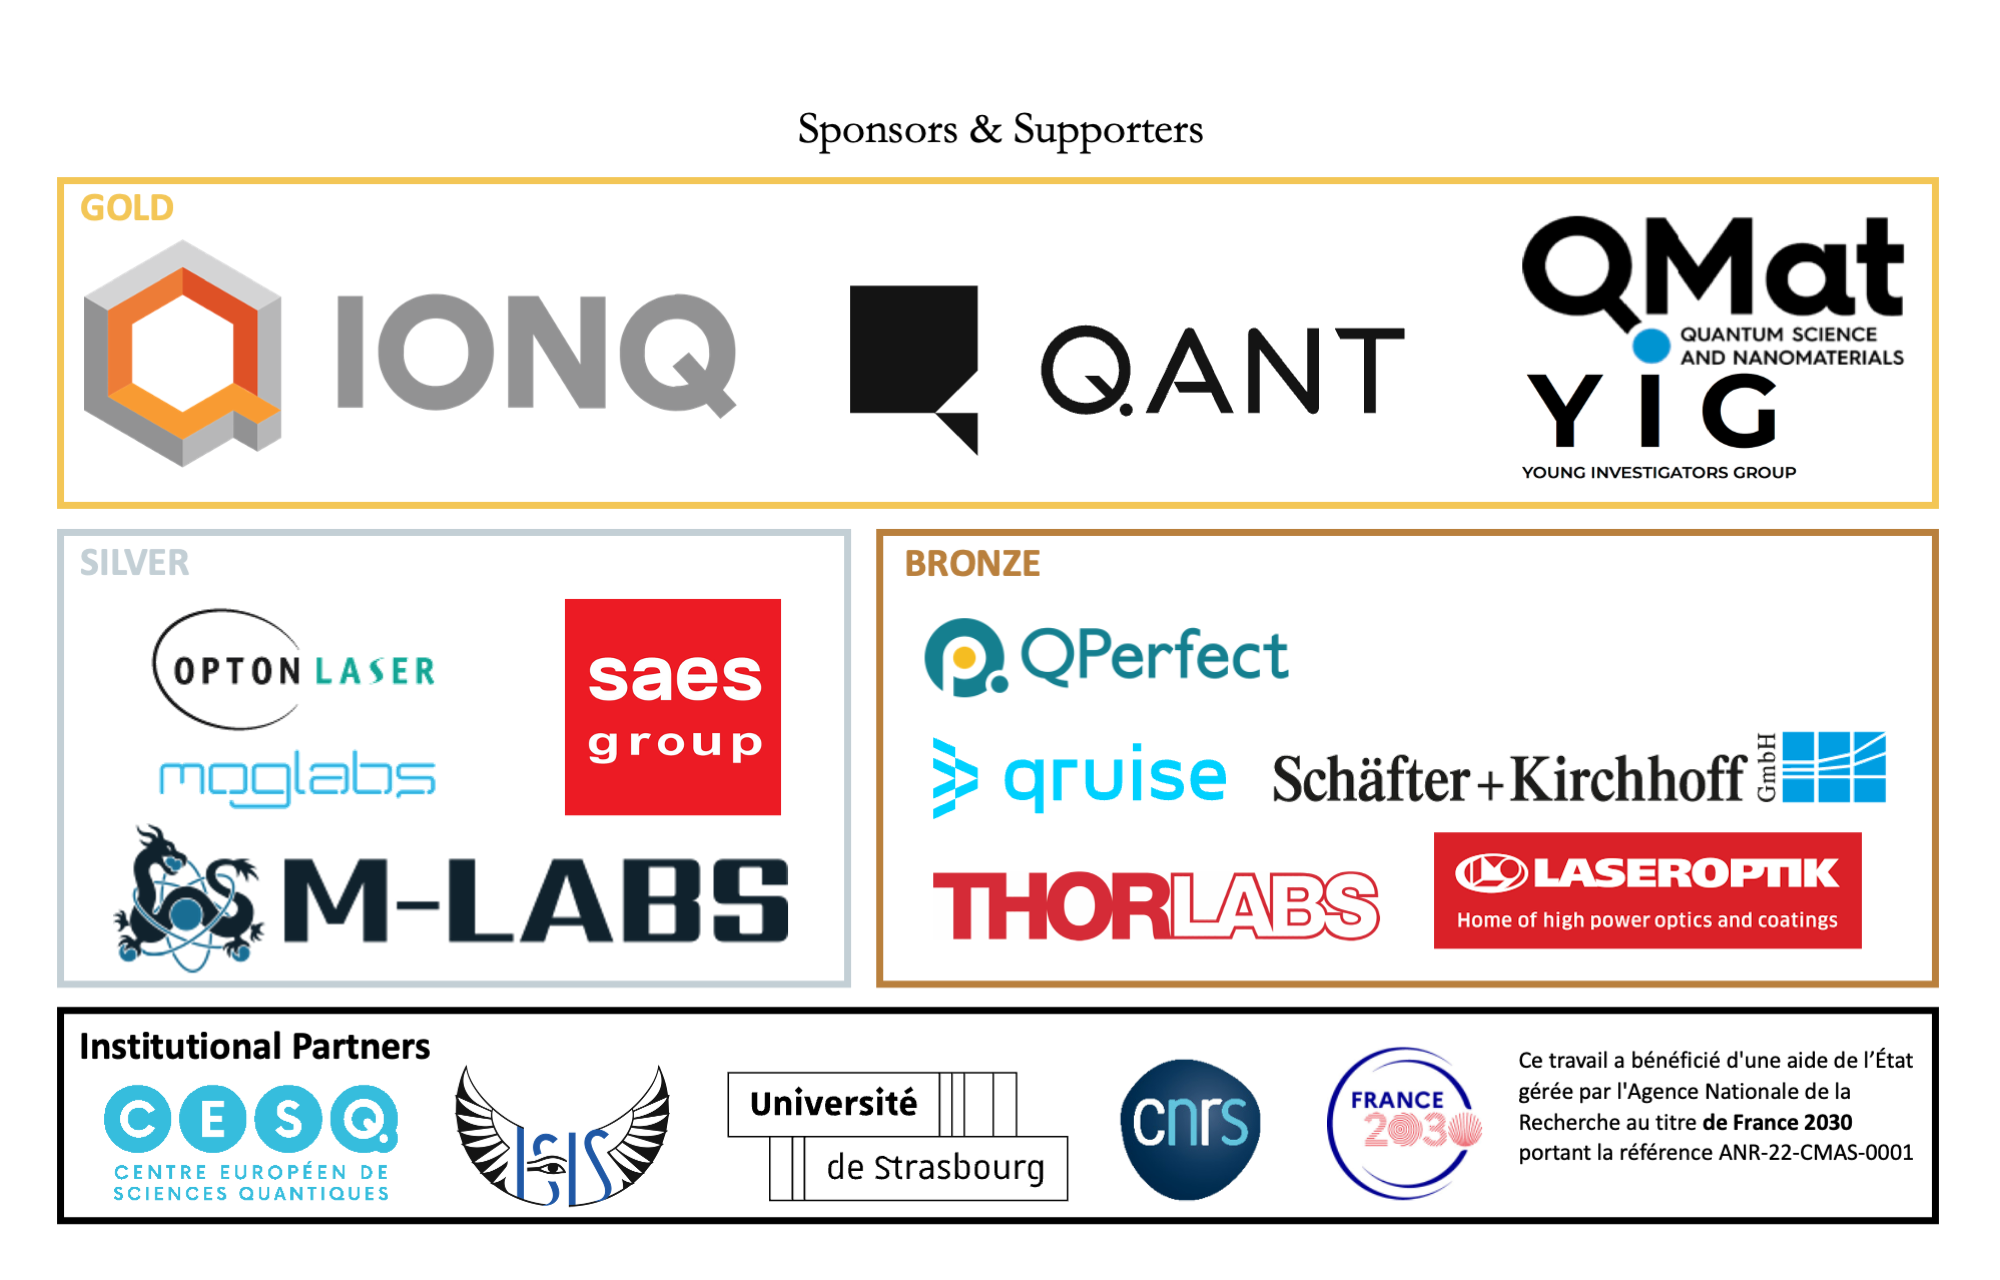 Sponsors & Supporters
GOLD
IONQ
Q.ANT
QMat
QUANTUM SCIENCE
AND NANOMATERIALS
YIG
YOUNG INVESTIGATORS GROUP
SILVER
OPTON LASER
saes
group
moglabs
M-LABS
BRONZE
QPerfect
qruise
Schäfter+Kirchhoff GmbH
THORLABS
LASEROPTIK
Home of high power optics and coatings
Institutional Partners
CESQ
CENTRE EUROPÉEN DE
SCIENCES QUANTIQUES
ISIS
Université
de Strasbourg
cnrs
FRANCE
2030
Ce travail a bénéficié d'une aide de l’État
gérée par l'Agence Nationale de la
Recherche au titre de France 2030
portant la référence ANR-22-CMAS-0001